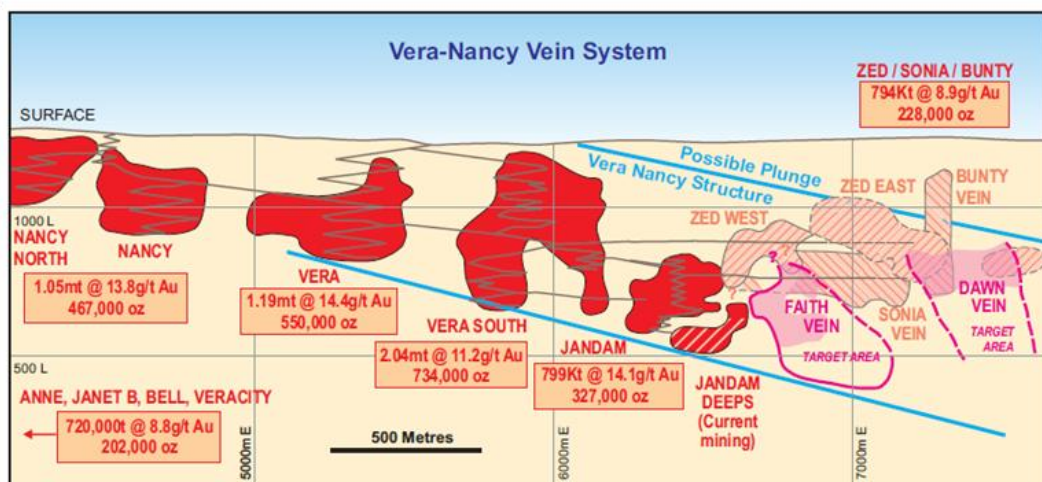 Vera-Nancy Vein System
ZED / SONIA / BUNTY
794Kt @ 8.9g/t Au
228,000 oz
SURFACE
Possible Plunge
Vera Nancy Structure
ZED EAST
BUNTY
VEIN
ZED WEST
1000 L
NANCY
NORTH
NANCY
1.05mt @ 13.8g/t Au
467,000 oz
VERA
1.19mt @ 14.4g/t Au
550,000 oz
VERA SOUTH
2.04mt @ 11.2g/t Au
734,000 oz
JANDAM
799Kt @ 14.1g/t Au
327,000 oz
?
FAITH
VEIN
TARGET AREA
SONIA
VEIN
DAWN
VEIN
TARGET
AREA
500 L
JANDAM
DEEPS
(Current
mining)
ANNE, JANET B, BELL, VERACITY
720,000t @ 8.8g/t Au
202,000 oz
500 Metres
5000m E
6000m E
7000m E